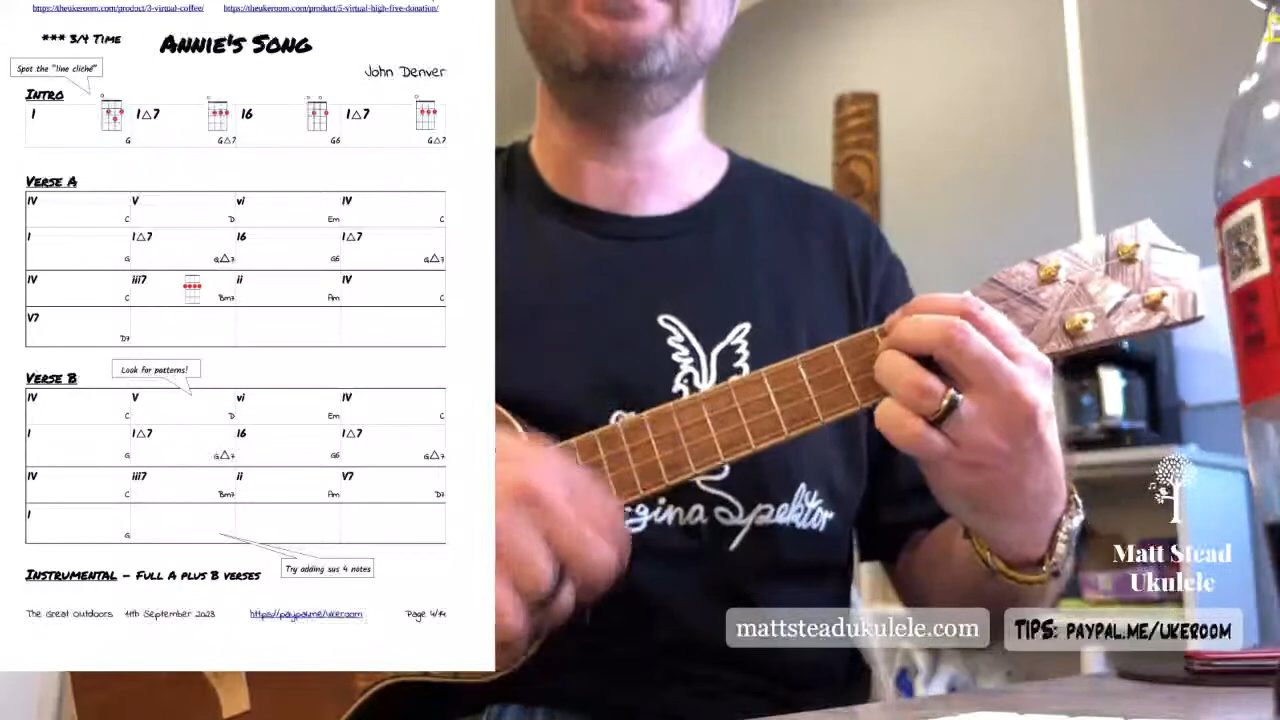 https://theukeroom.com/product/3-virtual-coffee/ https://theukeroom.com/product/5-virtual-high-five-donation/
*** 3/4 Time
Annie's Song
Spot the "line cliché"
John Denver
Intro
I I△7 I6 I△7
G G△7 G6 G△7
Verse A
IV V vi IV
C D Em C
I I△7 I6 I△7
G G△7 G6 G△7
IV iii7 ii IV
C Bm7 Am C
V7
D7
Look for patterns!
Verse B
IV V vi IV
C D Em C
I I△7 I6 I△7
G G△7 G6 G△7
IV iii7 ii V7
C Bm7 Am D7
I
G
Try adding sus 4 notes
Instrumental – Full A plus B verses
The Great Outdoors 11th September 2023 https://paypal.me/ukeroom Page 4/14
gina Spektor
Matt Stead
Ukulele
mattsteadukulele.com
TIPS: PAYPAL.ME/UKEROOM